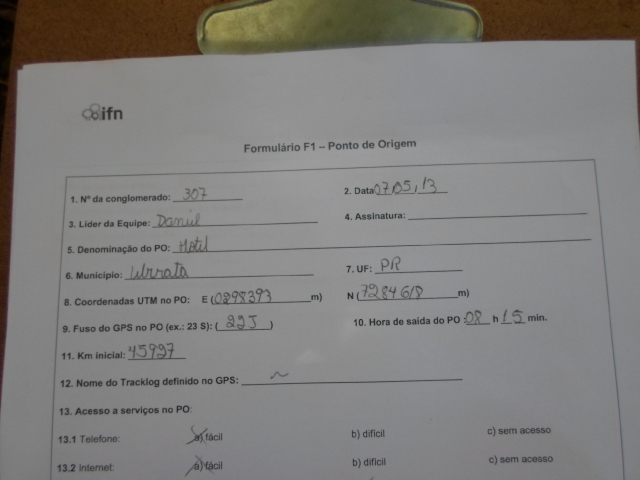 ifn
Formulário F1 – Ponto de Origem
1. Nº da conglomerado: 307 2. Data 07,05,13
3. Líder da Equipe: Daniel 4. Assinatura:
5. Denominação do PO: Hotel
6. Município: Ubirata 7. UF: PR
8. Coordenadas UTM no PO: E (0298393 m) N (7284618 m)
9. Fuso do GPS no PO (ex.: 23 S): ( 22J ) 10. Hora de saída do PO : 08 h 15 min.
11. Km inicial: 45927
12. Nome do Tracklog definido no GPS: ~
13. Acesso a serviços no PO:
13.1 Telefone: a) fácil b) difícil c) sem acesso
13.2 Internet: a) fácil b) difícil c) sem acesso